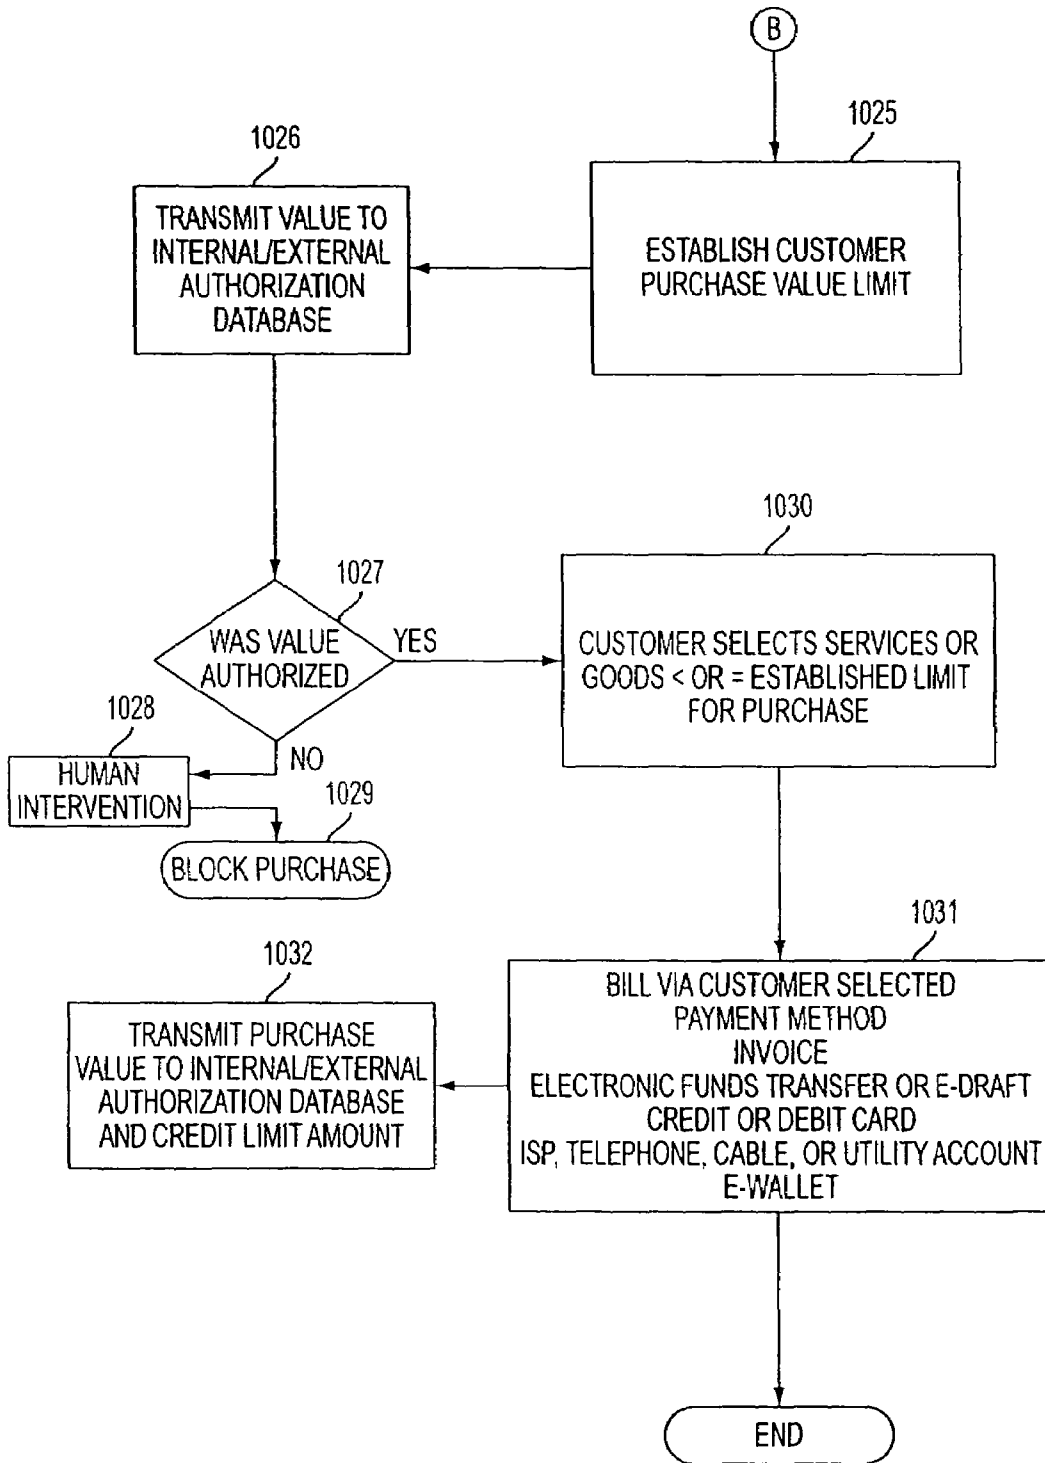 B
1025
ESTABLISH CUSTOMER
PURCHASE VALUE LIMIT
1026
TRANSMIT VALUE TO
INTERNAL/EXTERNAL
AUTHORIZATION
DATABASE
1027
WAS VALUE
AUTHORIZED
YES
NO
1028
HUMAN
INTERVENTION
1029
BLOCK PURCHASE
1030
CUSTOMER SELECTS SERVICES OR
GOODS < OR = ESTABLISHED LIMIT
FOR PURCHASE
1031
BILL VIA CUSTOMER SELECTED
PAYMENT METHOD
INVOICE
ELECTRONIC FUNDS TRANSFER OR E-DRAFT
CREDIT OR DEBIT CARD
ISP, TELEPHONE, CABLE, OR UTILITY ACCOUNT
E-WALLET
1032
TRANSMIT PURCHASE
VALUE TO INTERNAL/EXTERNAL
AUTHORIZATION DATABASE
AND CREDIT LIMIT AMOUNT
END